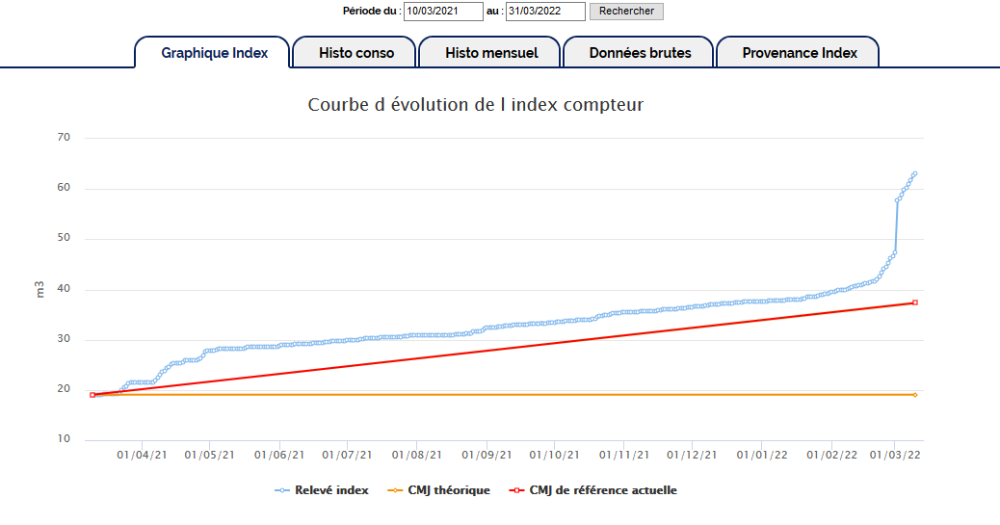 Période du : 10/03/2021 au : 31/03/2022 Rechercher
Graphique Index Histo conso Histo mensuel Données brutes Provenance Index
Courbe d évolution de l index compteur
70
60
50
40
30
20
10
m3
01/04/21 01/05/21 01/06/21 01/07/21 01/08/21 01/09/21 01/10/21 01/11/21 01/12/21 01/01/22 01/02/22 01/03/22
Relevé index CMJ théorique CMJ de référence actuelle